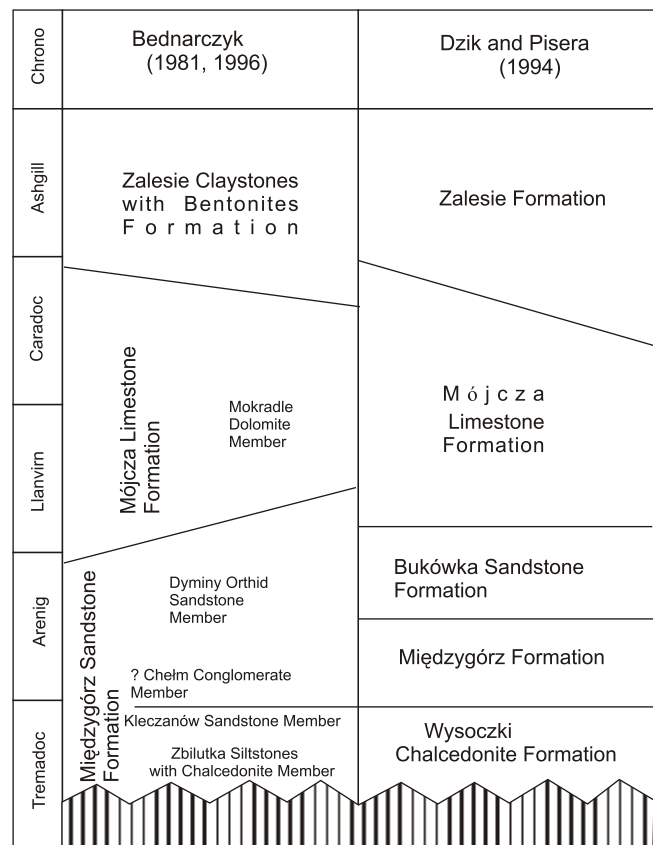 Chrono
Bednarczyk
(1981, 1996)
Dzik and Pisera
(1994)
Ashgill
Zalesie Claystones
with Bentonites
Formation
Zalesie Formation
Caradoc
Mójcza Limestone
Formation
Mokradle
Dolomite
Member
Mójcza
Limestone
Formation
Llanvirn
Bukówka Sandstone
Formation
Arenig
Międzygórz Sandstone
Formation
Dyminy Orthid
Sandstone
Member
? Chełm Conglomerate
Member
Międzygórz Formation
Tremadoc
Kleczanów Sandstone Member
Zbilutka Siltstones
with Chalcedonite Member
Wysoczki
Chalcedonite Formation